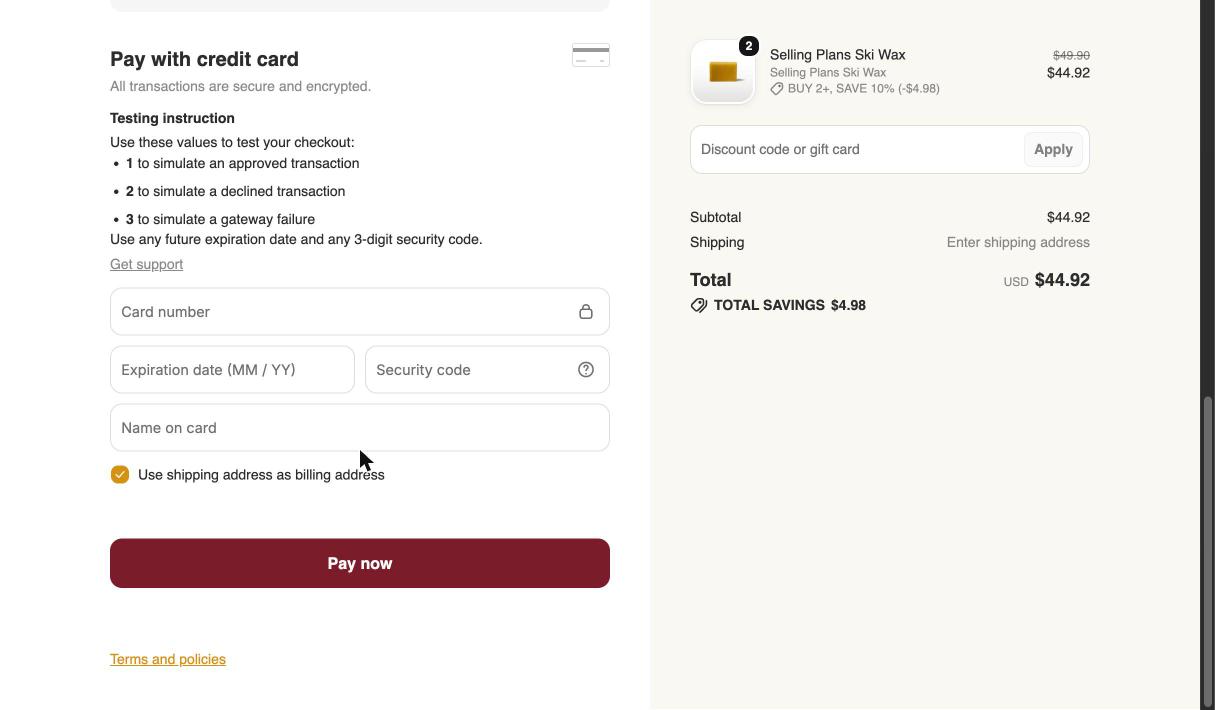 Pay with credit card
All transactions are secure and encrypted.
Testing instruction
Use these values to test your checkout:
• 1 to simulate an approved transaction
• 2 to simulate a declined transaction
• 3 to simulate a gateway failure
Use any future expiration date and any 3-digit security code.
Get support
Card number
Expiration date (MM / YY)
Security code
Name on card
Use shipping address as billing address
Pay now
Terms and policies
2
Selling Plans Ski Wax
$49.90
Selling Plans Ski Wax
$44.92
BUY 2+, SAVE 10% (-$4.98)
Discount code or gift card
Apply
Subtotal
$44.92
Shipping
Enter shipping address
Total
USD $44.92
TOTAL SAVINGS $4.98